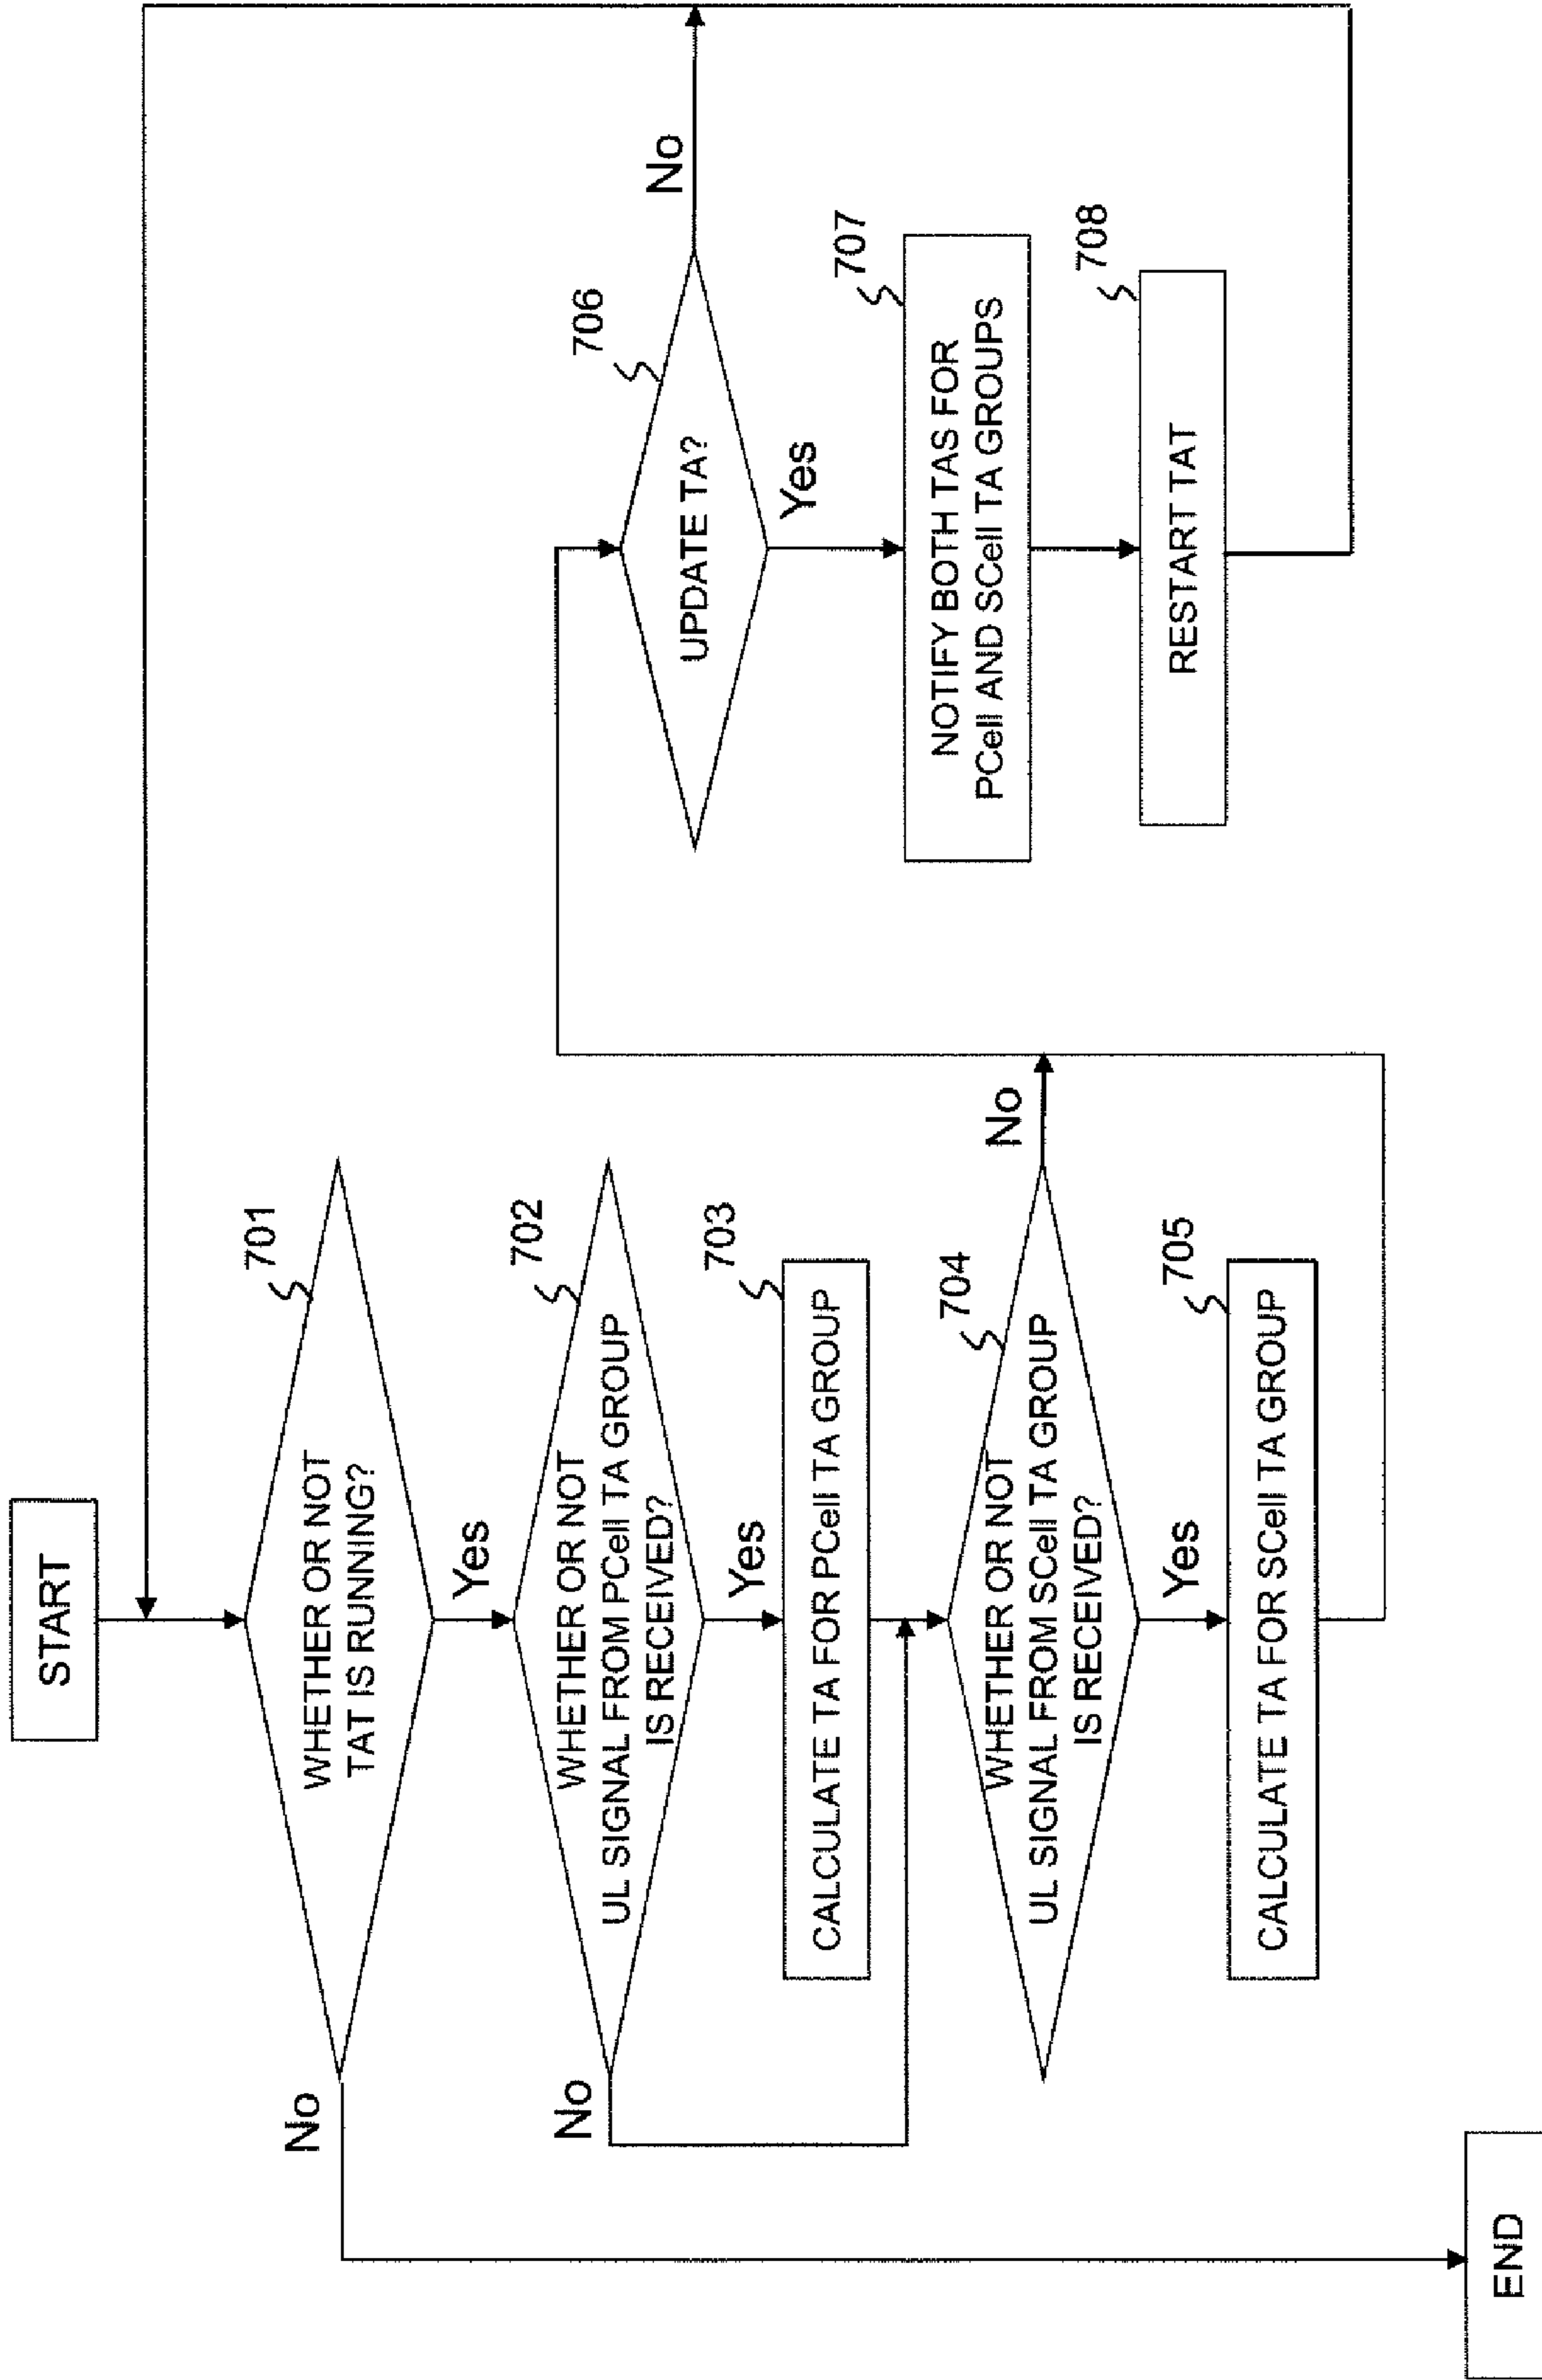 START
701
WHETHER OR NOT
TAT IS RUNNING?
No
Yes
702
WHETHER OR NOT
UL SIGNAL FROM PCell TA GROUP
IS RECEIVED?
No
Yes
703
CALCULATE TA FOR PCell TA GROUP
704
WHETHER OR NOT
UL SIGNAL FROM SCell TA GROUP
IS RECEIVED?
No
Yes
705
CALCULATE TA FOR SCell TA GROUP
706
UPDATE TA?
No
Yes
707
NOTIFY BOTH TAS FOR
PCell AND SCell TA GROUPS
708
RESTART TAT
END